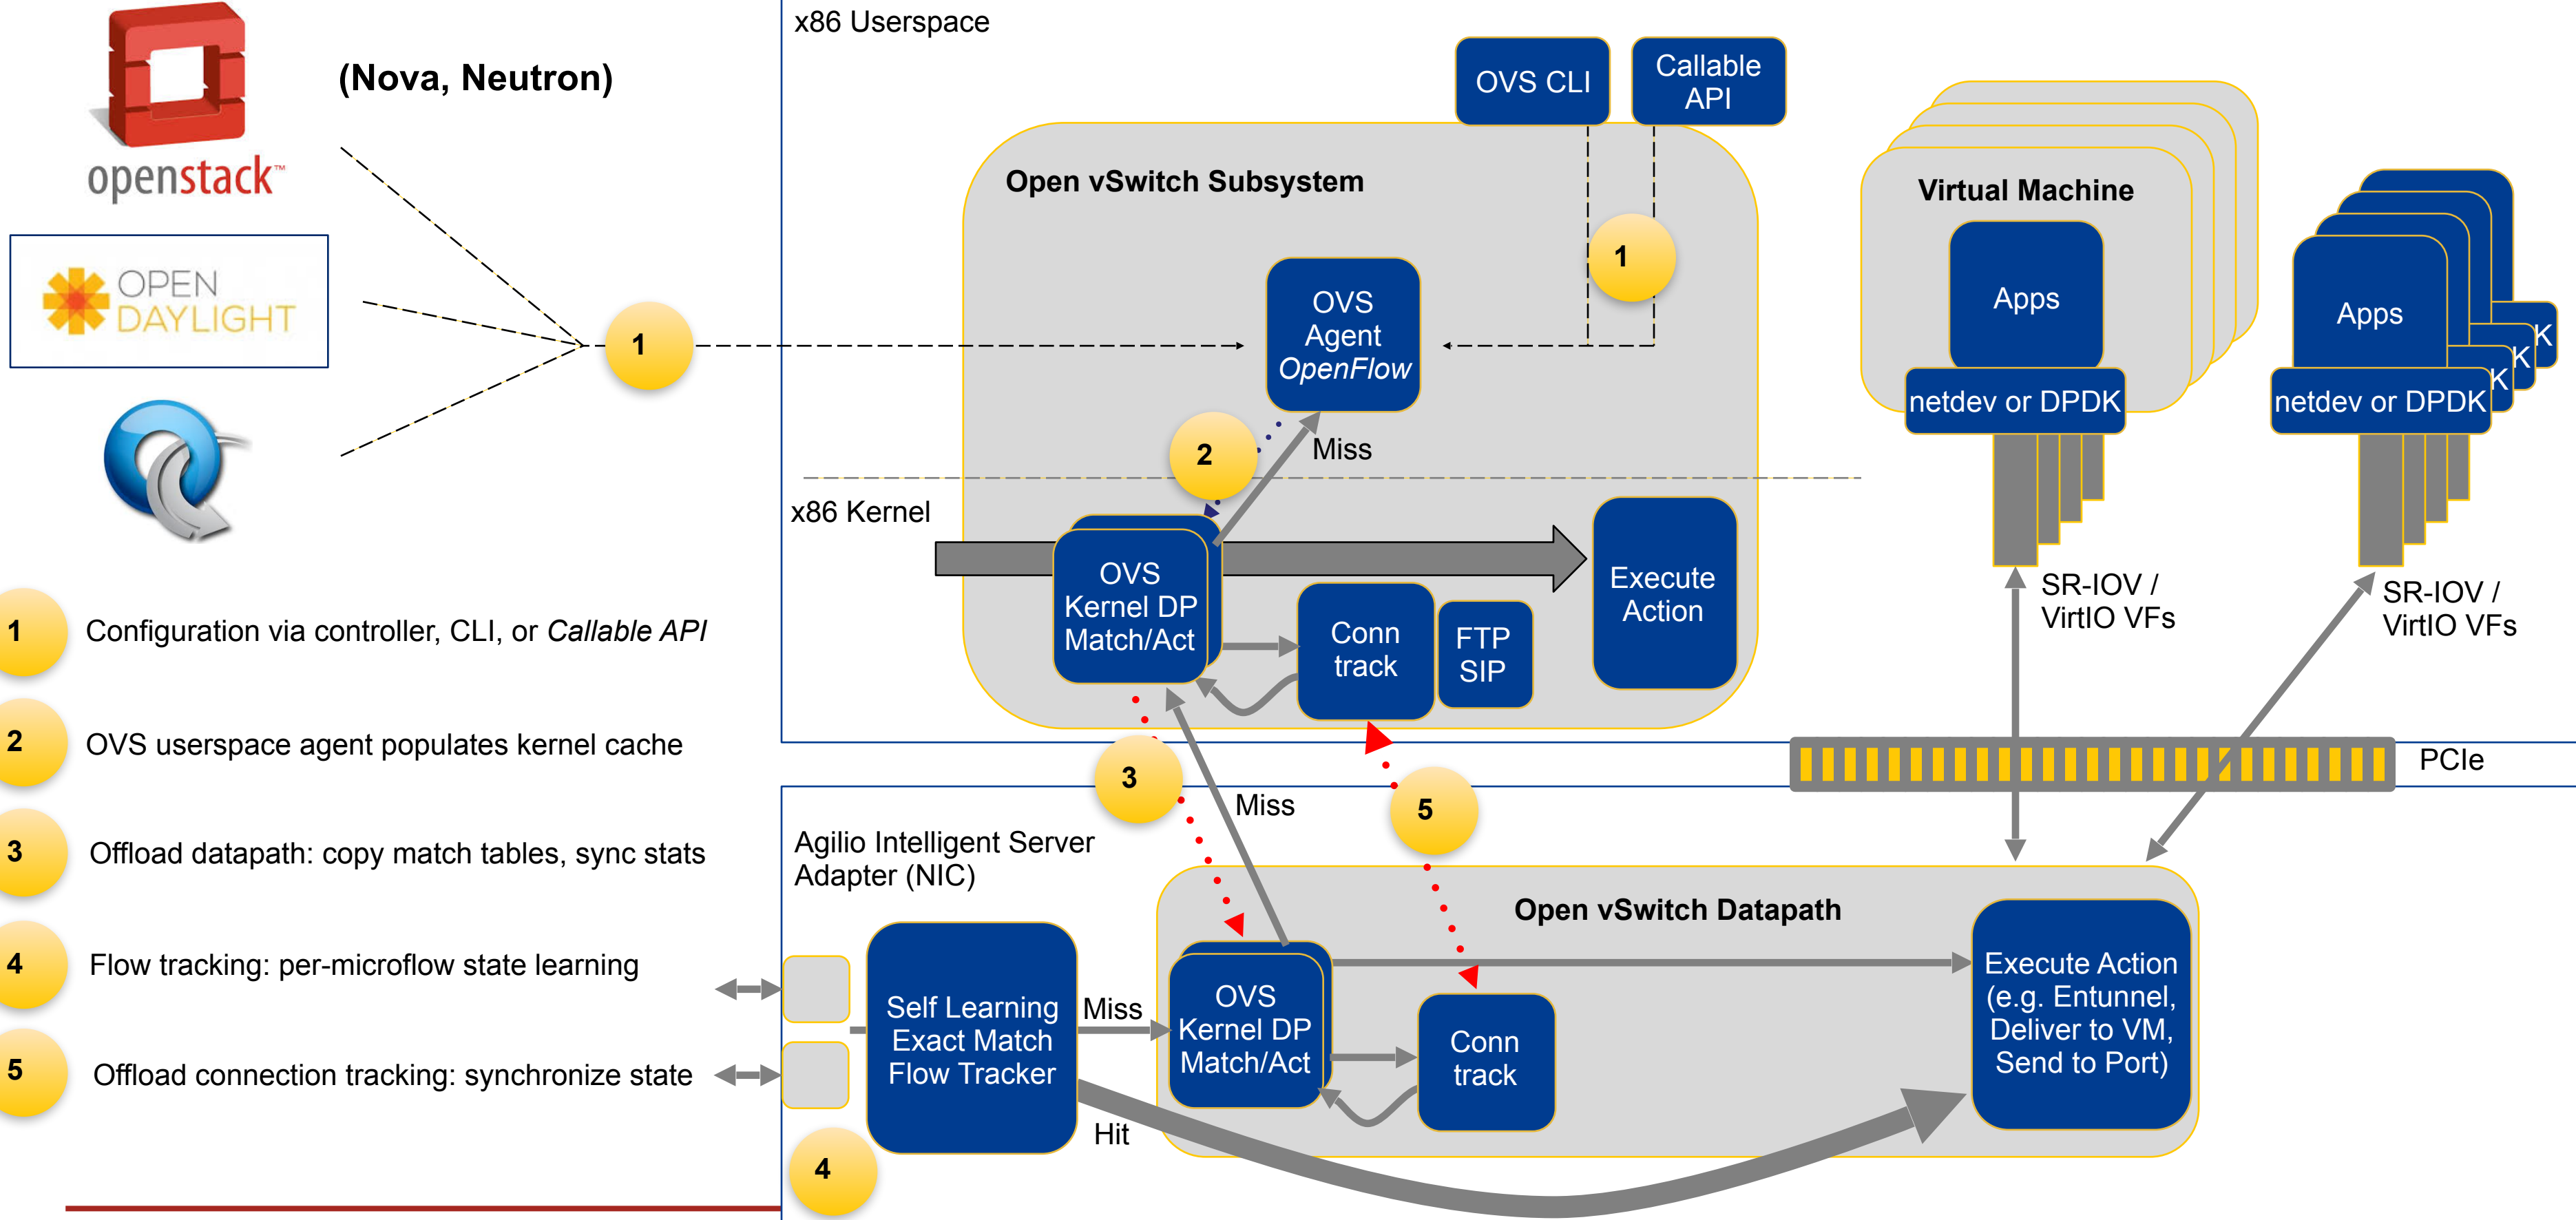 (Nova, Neutron)
openstack™
OPEN
DAYLIGHT
1
1
Configuration via controller, CLI, or Callable API
2
OVS userspace agent populates kernel cache
3
Offload datapath: copy match tables, sync stats
4
Flow tracking: per-microflow state learning
5
Offload connection tracking: synchronize state
x86 Userspace
OVS CLI
Callable
API
Open vSwitch Subsystem
1
OVS
Agent
OpenFlow
2
Miss
x86 Kernel
OVS
Kernel DP
Match/Act
Conn
track
FTP
SIP
Execute
Action
Virtual Machine
Apps
netdev or DPDK
Apps
netdev or DPDK
K
K
K
SR-IOV /
VirtIO VFs
SR-IOV /
VirtIO VFs
PCIe
3
Miss
5
Agilio Intelligent Server
Adapter (NIC)
Open vSwitch Datapath
Self Learning
Exact Match
Flow Tracker
Miss
OVS
Kernel DP
Match/Act
Conn
track
Execute Action
(e.g. Entunnel,
Deliver to VM,
Send to Port)
Hit
4